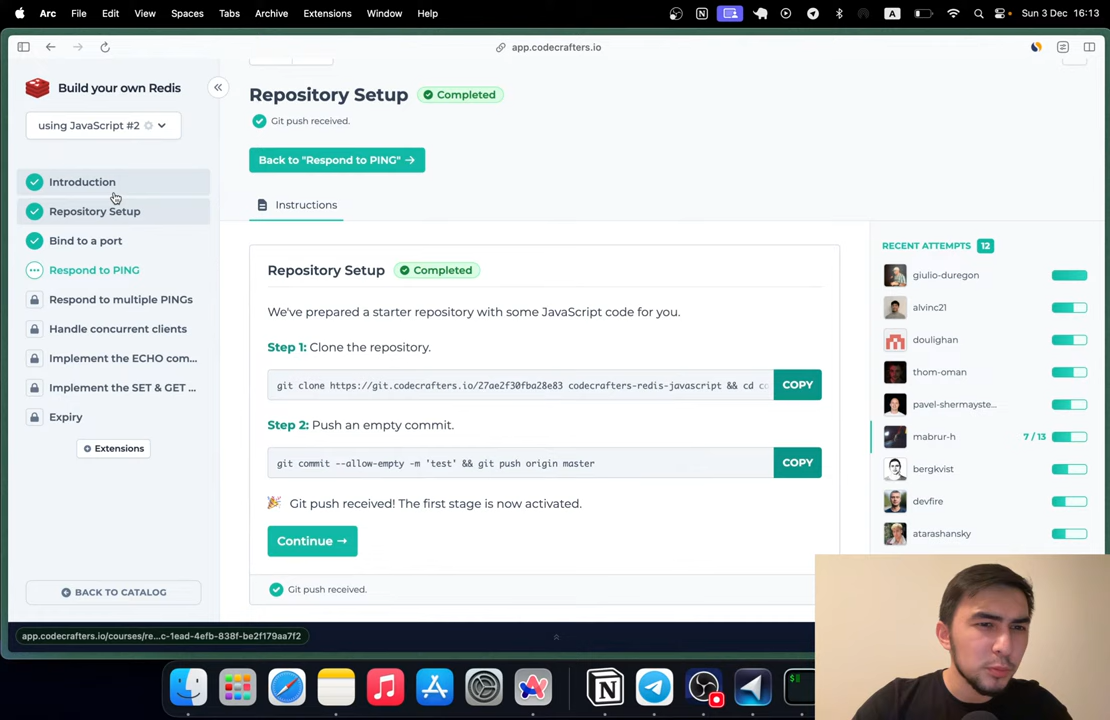 Arc File Edit View Spaces Tabs Archive Extensions Window Help A Sun 3 Dec 16:13
app.codecrafters.io
Build your own Redis
using JavaScript #2
Introduction
Repository Setup
Bind to a port
Respond to PING
Respond to multiple PINGs
Handle concurrent clients
Implement the ECHO com...
Implement the SET & GET ...
Expiry
Extensions
BACK TO CATALOG
app.codecrafters.io/courses/re...c-1ead-4efb-838f-be2f179aa7f2
Repository Setup Completed
Git push received.
Back to "Respond to PING" →
Instructions
Repository Setup Completed
We've prepared a starter repository with some JavaScript code for you.
Step 1: Clone the repository.
git clone https://git.codecrafters.io/27ae2f30fba28e83 codecrafters-redis-javascript && cd co
COPY
Step 2: Push an empty commit.
git commit --allow-empty -m 'test' && git push origin master
COPY
Git push received! The first stage is now activated.
Continue →
Git push received.
RECENT ATTEMPTS 12
giulio-duregon
alvinc21
doulighan
thom-oman
pavel-shermayste...
mabrur-h 7 / 13
bergkvist
devfire
atarashansky